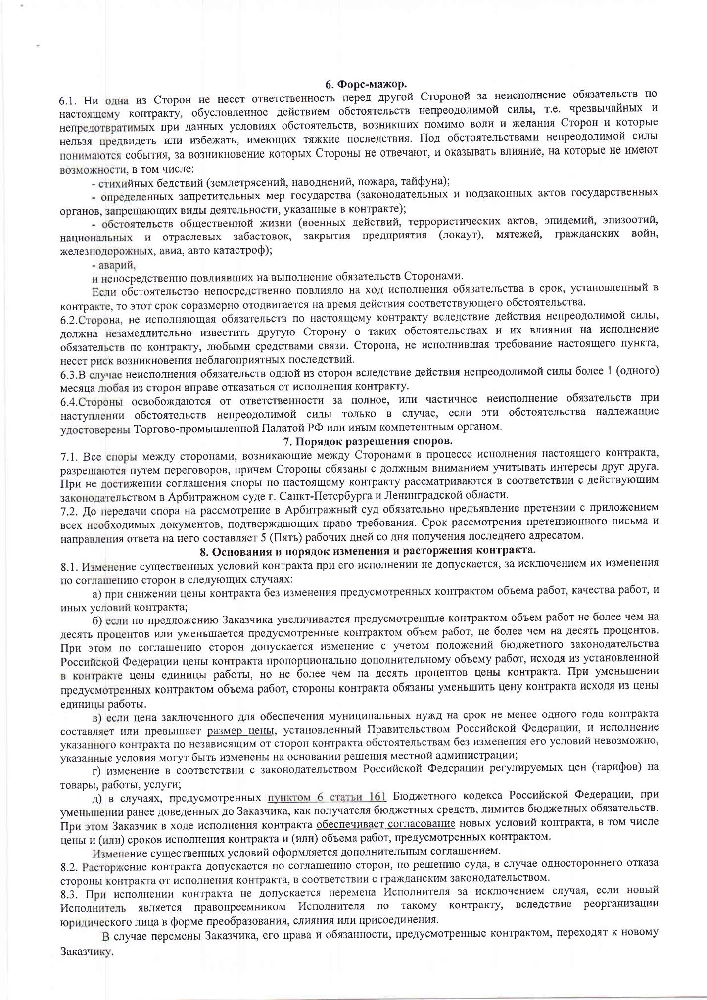 6. Форс-мажор.
6.1. Ни одна из Сторон не несет ответственность перед другой Стороной за неисполнение обязательств по
настоящему контракту, обусловленное действием обстоятельств непреодолимой силы, т.е. чрезвычайных и
непредотвратимых при данных условиях обстоятельств, возникших помимо воли и желания Сторон и которые
нельзя предвидеть или избежать, имеющих тяжкие последствия. Под обстоятельствами непреодолимой силы
понимаются события, за возникновение которых Стороны не отвечают, и оказывать влияние, на которые не имеют
возможности, в том числе:
- стихийных бедствий (землетрясений, наводнений, пожара, тайфуна);
- определенных запретительных мер государства (законодательных и подзаконных актов государственных
органов, запрещающих виды деятельности, указанные в контракте);
- обстоятельств общественной жизни (военных действий, террористических актов, эпидемий, эпизоотий,
национальных и отраслевых забастовок, закрытия предприятия (локаут), мятежей, гражданских войн,
железнодорожных, авиа, авто катастроф);
- аварий,
и непосредственно повлиявших на выполнение обязательств Сторонами.
Если обстоятельство непосредственно повлияло на ход исполнения обязательства в срок, установленный в
контракте, то этот срок соразмерно отодвигается на время действия соответствующего обстоятельства.
6.2.Сторона, не исполняющая обязательств по настоящему контракту вследствие действия непреодолимой силы,
должна незамедлительно известить другую Сторону о таких обстоятельствах и их влиянии на исполнение
обязательств по контракту, любыми средствами связи. Сторона, не исполнившая требование настоящего пункта,
несет риск возникновения неблагоприятных последствий.
6.3.В случае неисполнения обязательств одной из сторон вследствие действия непреодолимой силы более 1 (одного)
месяца любая из сторон вправе отказаться от исполнения контракту.
6.4.Стороны освобождаются от ответственности за полное, или частичное неисполнение обязательств при
наступлении обстоятельств непреодолимой силы только в случае, если эти обстоятельства надлежащие
удостоверены Торгово-промышленной Палатой РФ или иным компетентным органом.
7. Порядок разрешения споров.
7.1. Все споры между сторонами, возникающие между Сторонами в процессе исполнения настоящего контракта,
разрешаются путем переговоров, причем Стороны обязаны с должным вниманием учитывать интересы друг друга.
При не достижении соглашения споры по настоящему контракту рассматриваются в соответствии с действующим
законодательством в Арбитражном суде г. Санкт-Петербурга и Ленинградской области.
7.2. До передачи спора на рассмотрение в Арбитражный суд обязательно предъявление претензии с приложением
всех необходимых документов, подтверждающих право требования. Срок рассмотрения претензионного письма и
направления ответа на него составляет 5 (Пять) рабочих дней со дня получения последнего адресатом.
8. Основания и порядок изменения и расторжения контракта.
8.1. Изменение существенных условий контракта при его исполнении не допускается, за исключением их изменения
по соглашению сторон в следующих случаях:
а) при снижении цены контракта без изменения предусмотренных контрактом объема работ, качества работ, и
иных условий контракта;
б) если по предложению Заказчика увеличивается предусмотренные контрактом объем работ не более чем на
десять процентов или уменьшается предусмотренные контрактом объем работ, не более чем на десять процентов.
При этом по соглашению сторон допускается изменение с учетом положений бюджетного законодательства
Российской Федерации цены контракта пропорционально дополнительному объему работ, исходя из установленной
в контракте цены единицы работы, но не более чем на десять процентов цены контракта. При уменьшении
предусмотренных контрактом объема работ, стороны контракта обязаны уменьшить цену контракта исходя из цены
единицы работы.
в) если цена заключенного для обеспечения муниципальных нужд на срок не менее одного года контракта
составляет или превышает размер цены, установленный Правительством Российской Федерации, и исполнение
указанного контракта по независящим от сторон контракта обстоятельствам без изменения его условий невозможно,
указанные условия могут быть изменены на основании решения местной администрации;
г) изменение в соответствии с законодательством Российской Федерации регулируемых цен (тарифов) на
товары, работы, услуги;
д) в случаях, предусмотренных пунктом 6 статьи 161 Бюджетного кодекса Российской Федерации, при
уменьшении ранее доведенных до Заказчика, как получателя бюджетных средств, лимитов бюджетных обязательств.
При этом Заказчик в ходе исполнения контракта обеспечивает согласование новых условий контракта, в том числе
цены и (или) сроков исполнения контракта и (или) объема работ, предусмотренных контрактом.
Изменение существенных условий оформляется дополнительным соглашением.
8.2. Расторжение контракта допускается по соглашению сторон, по решению суда, в случае одностороннего отказа
стороны контракта от исполнения контракта, в соответствии с гражданским законодательством.
8.3. При исполнении контракта не допускается перемена Исполнителя за исключением случая, если новый
Исполнитель является правопреемником Исполнителя по такому контракту, вследствие реорганизации
юридического лица в форме преобразования, слияния или присоединения.
В случае перемены Заказчика, его права и обязанности, предусмотренные контрактом, переходят к новому
Заказчику.